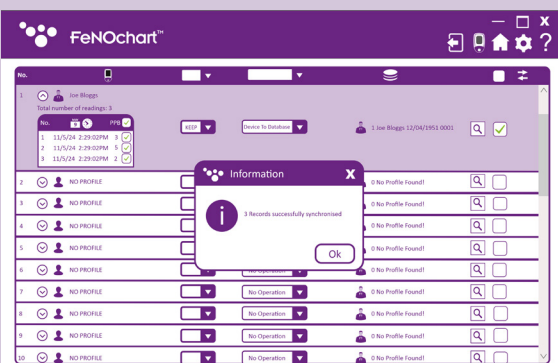 FeNOchart™
X
?
No.
1 Joe Bloggs
Total number of readings: 3
No. PPB
1 11/5/24 2:29:02PM 3
2 11/5/24 2:29:02PM 5
3 11/5/24 2:29:02PM 2
KEEP Device To Database 1 Joe Bloggs 12/04/1951 0001
Information X
i 3 Records successfully synchronised
Ok
2 NO PROFILE 0 No Profile Found!
3 NO PROFILE 0 No Profile Found!
4 NO PROFILE 0 No Profile Found!
5 NO PROFILE 0 No Profile Found!
6 NO PROFILE No Operation 0 No Profile Found!
7 NO PROFILE No Operation 0 No Profile Found!
8 NO PROFILE No Operation 0 No Profile Found!
9 NO PROFILE No Operation 0 No Profile Found!
10 NO PROFILE No Operation 0 No Profile Found!